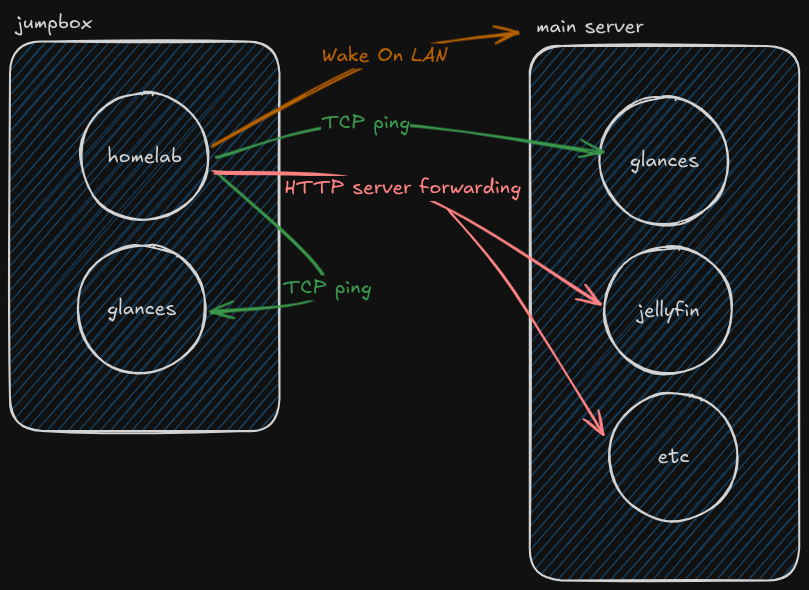 jumpbox
main server
Wake On LAN
TCP ping
homelab
glances
HTTP server forwarding
TCP ping
glances
jellyfin
etc